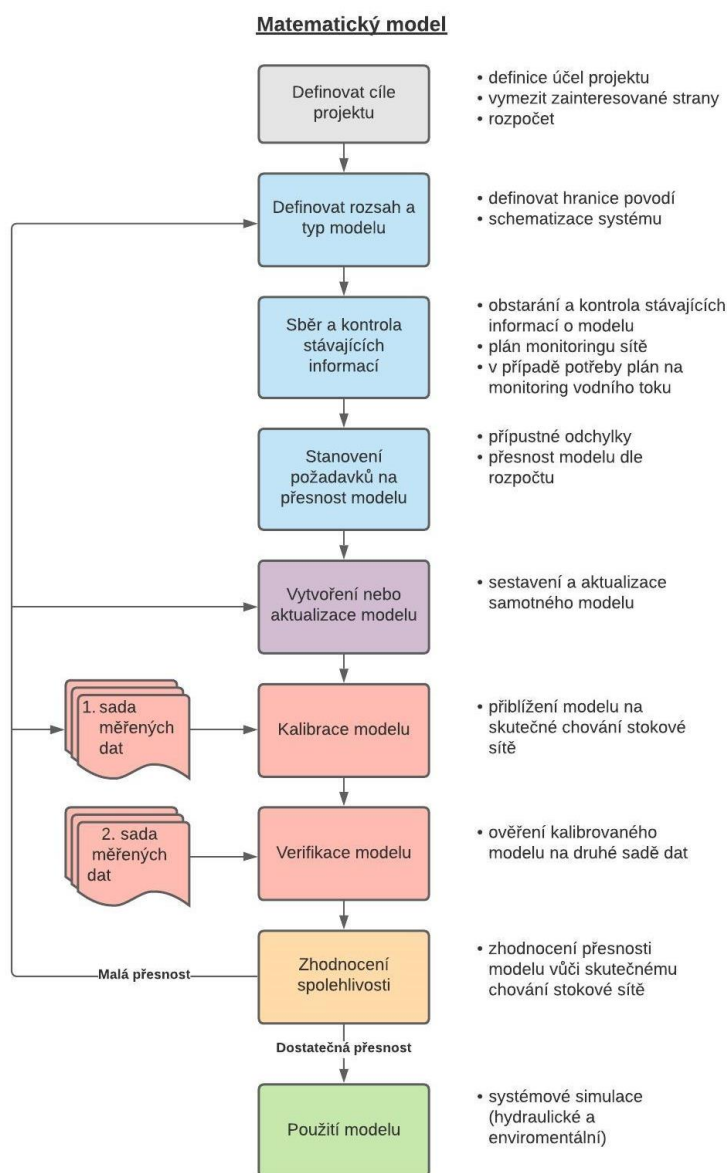 Matematický model
Definovat cíle
projektu
• definice účel projektu
• vymezit zainteresované strany
• rozpočet
Definovat rozsah a
typ modelu
• definovat hranice povodí
• schematizace systému
Sběr a kontrola
stávajících
informací
• obstarání a kontrola stávajících
informací o modelu
• plán monitoringu sítě
• v případě potřeby plán na
monitoring vodního toku
Stanovení
požadavků na
přesnost modelu
• přípustné odchylky
• přesnost modelu dle
rozpočtu
Vytvoření nebo
aktualizace modelu
• sestavení a aktualizace
samotného modelu
1. sada
měřených
dat
Kalibrace modelu
• přiblížení modelu na
skutečné chování stokové
sítě
2. sada
měřených
dat
Verifikace modelu
• ověření kalibrovaného
modelu na druhé sadě dat
Malá přesnost
Zhodnocení
spolehlivosti
• zhodnocení přesnosti
modelu vůči skutečnému
chování stokové sítě
Dostatečná přesnost
Použití modelu
• systémové simulace
(hydraulické a
enviromentální)